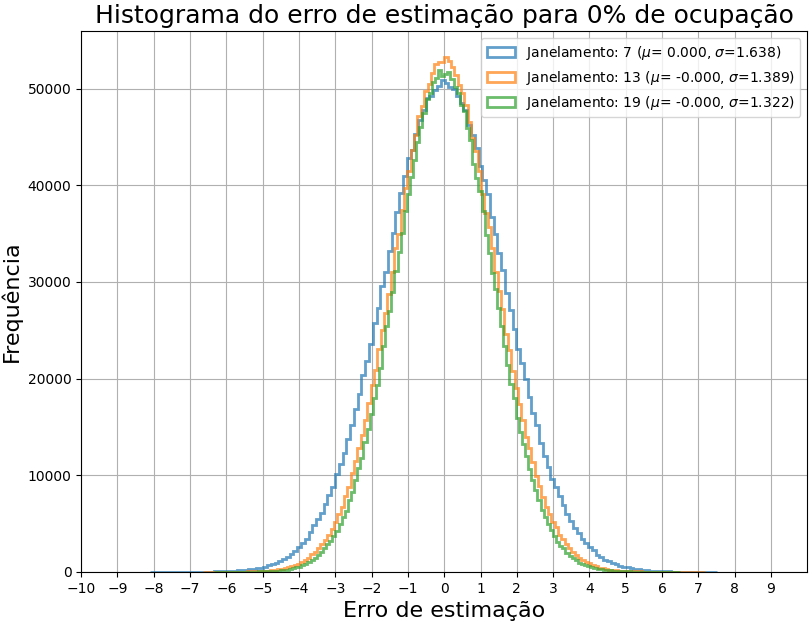 Histograma do erro de estimação para 0% de ocupação
Janelamento: 7 (μ= 0.000, σ=1.638)
Janelamento: 13 (μ= -0.000, σ=1.389)
Janelamento: 19 (μ= -0.000, σ=1.322)
Frequência
50000
40000
30000
20000
10000
0
−10 −9 −8 −7 −6 −5 −4 −3 −2 −1 0 1 2 3 4 5 6 7 8 9
Erro de estimação